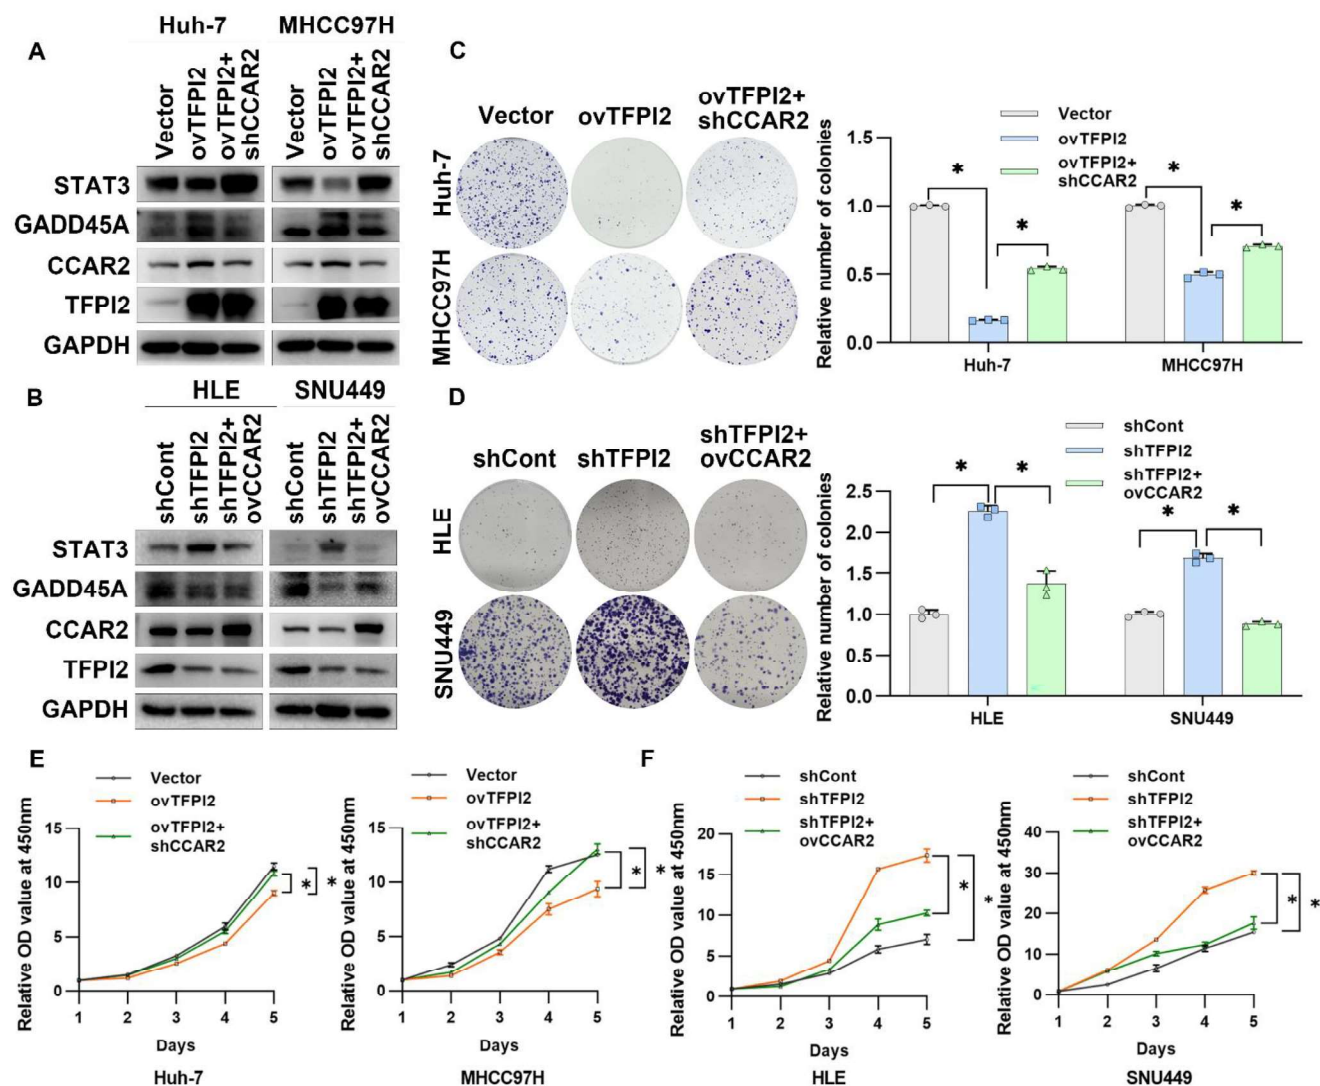 A
Huh-7 MHCC97H
Vector
ovTFPI2
ovTFPI2+
shCCAR2
Vector
ovTFPI2
ovTFPI2+
shCCAR2
STAT3
GADD45A
CCAR2
TFPI2
GAPDH
B
HLE SNU449
shCont
shTFPI2
shTFPI2+
ovCCAR2
shCont
shTFPI2
shTFPI2+
ovCCAR2
STAT3
GADD45A
CCAR2
TFPI2
GAPDH
C
Vector ovTFPI2 ovTFPI2+
shCCAR2
Huh-7
MHCC97H
Vector
ovTFPI2
ovTFPI2+
shCCAR2
Relative number of colonies
1.5
1.0
0.5
0.0
* * * *
Huh-7 MHCC97H
D
shCont shTFPI2 shTFPI2+
ovCCAR2
HLE
SNU449
shCont
shTFPI2
shTFPI2+
ovCCAR2
Relative number of colonies
2.5
2.0
1.5
1.0
0.5
0.0
* * * *
HLE SNU449
E
Vector
ovTFPI2
ovTFPI2+
shCCAR2
Relative OD value at 450nm
15
10
5
0
* *
1 2 3 4 5
Days
Huh-7
Vector
ovTFPI2
ovTFPI2+
shCCAR2
Relative OD value at 450nm
15
10
5
0
* *
1 2 3 4 5
Days
MHCC97H
F
shCont
shTFPI2
shTFPI2+
ovCCAR2
Relative OD value at 450nm
20
15
10
5
0
* *
1 2 3 4 5
Days
HLE
shCont
shTFPI2
shTFPI2+
ovCCAR2
Relative OD value at 450nm
40
30
20
10
0
* *
1 2 3 4 5
Days
SNU449